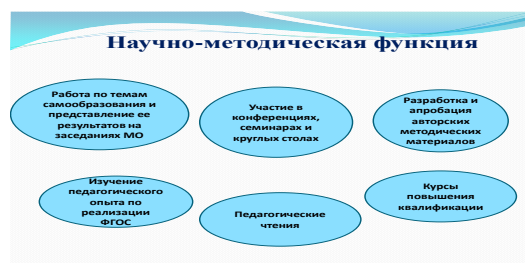 Научно-методическая функция
Работа по темам
самообразования и
представление ее
результатов на
заседаниях МО
Участие в
конференциях,
семинарах и
круглых столах
Разработка и
апробация
авторских
методических
материалов
Изучение
педагогического
опыта по
реализации
ФГОС
Педагогические
чтения
Курсы
повышения
квалификации